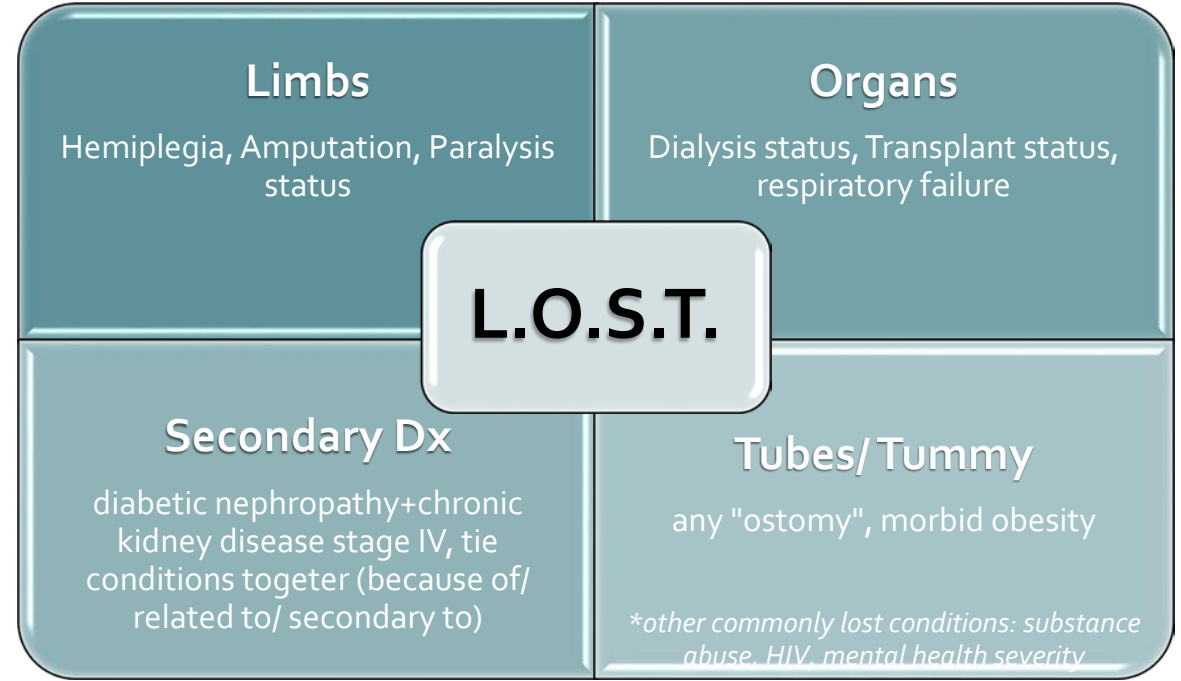 Limbs
Hemiplegia, Amputation, Paralysis
status
Organs
Dialysis status, Transplant status,
respiratory failure
L.O.S.T.
Secondary Dx
diabetic nephropathy+chronic
kidney disease stage IV, tie
conditions togeter (because of/
related to/ secondary to)
Tubes/ Tummy
any "ostomy", morbid obesity
*other commonly lost conditions: substance
abuse, HIV, mental health severity